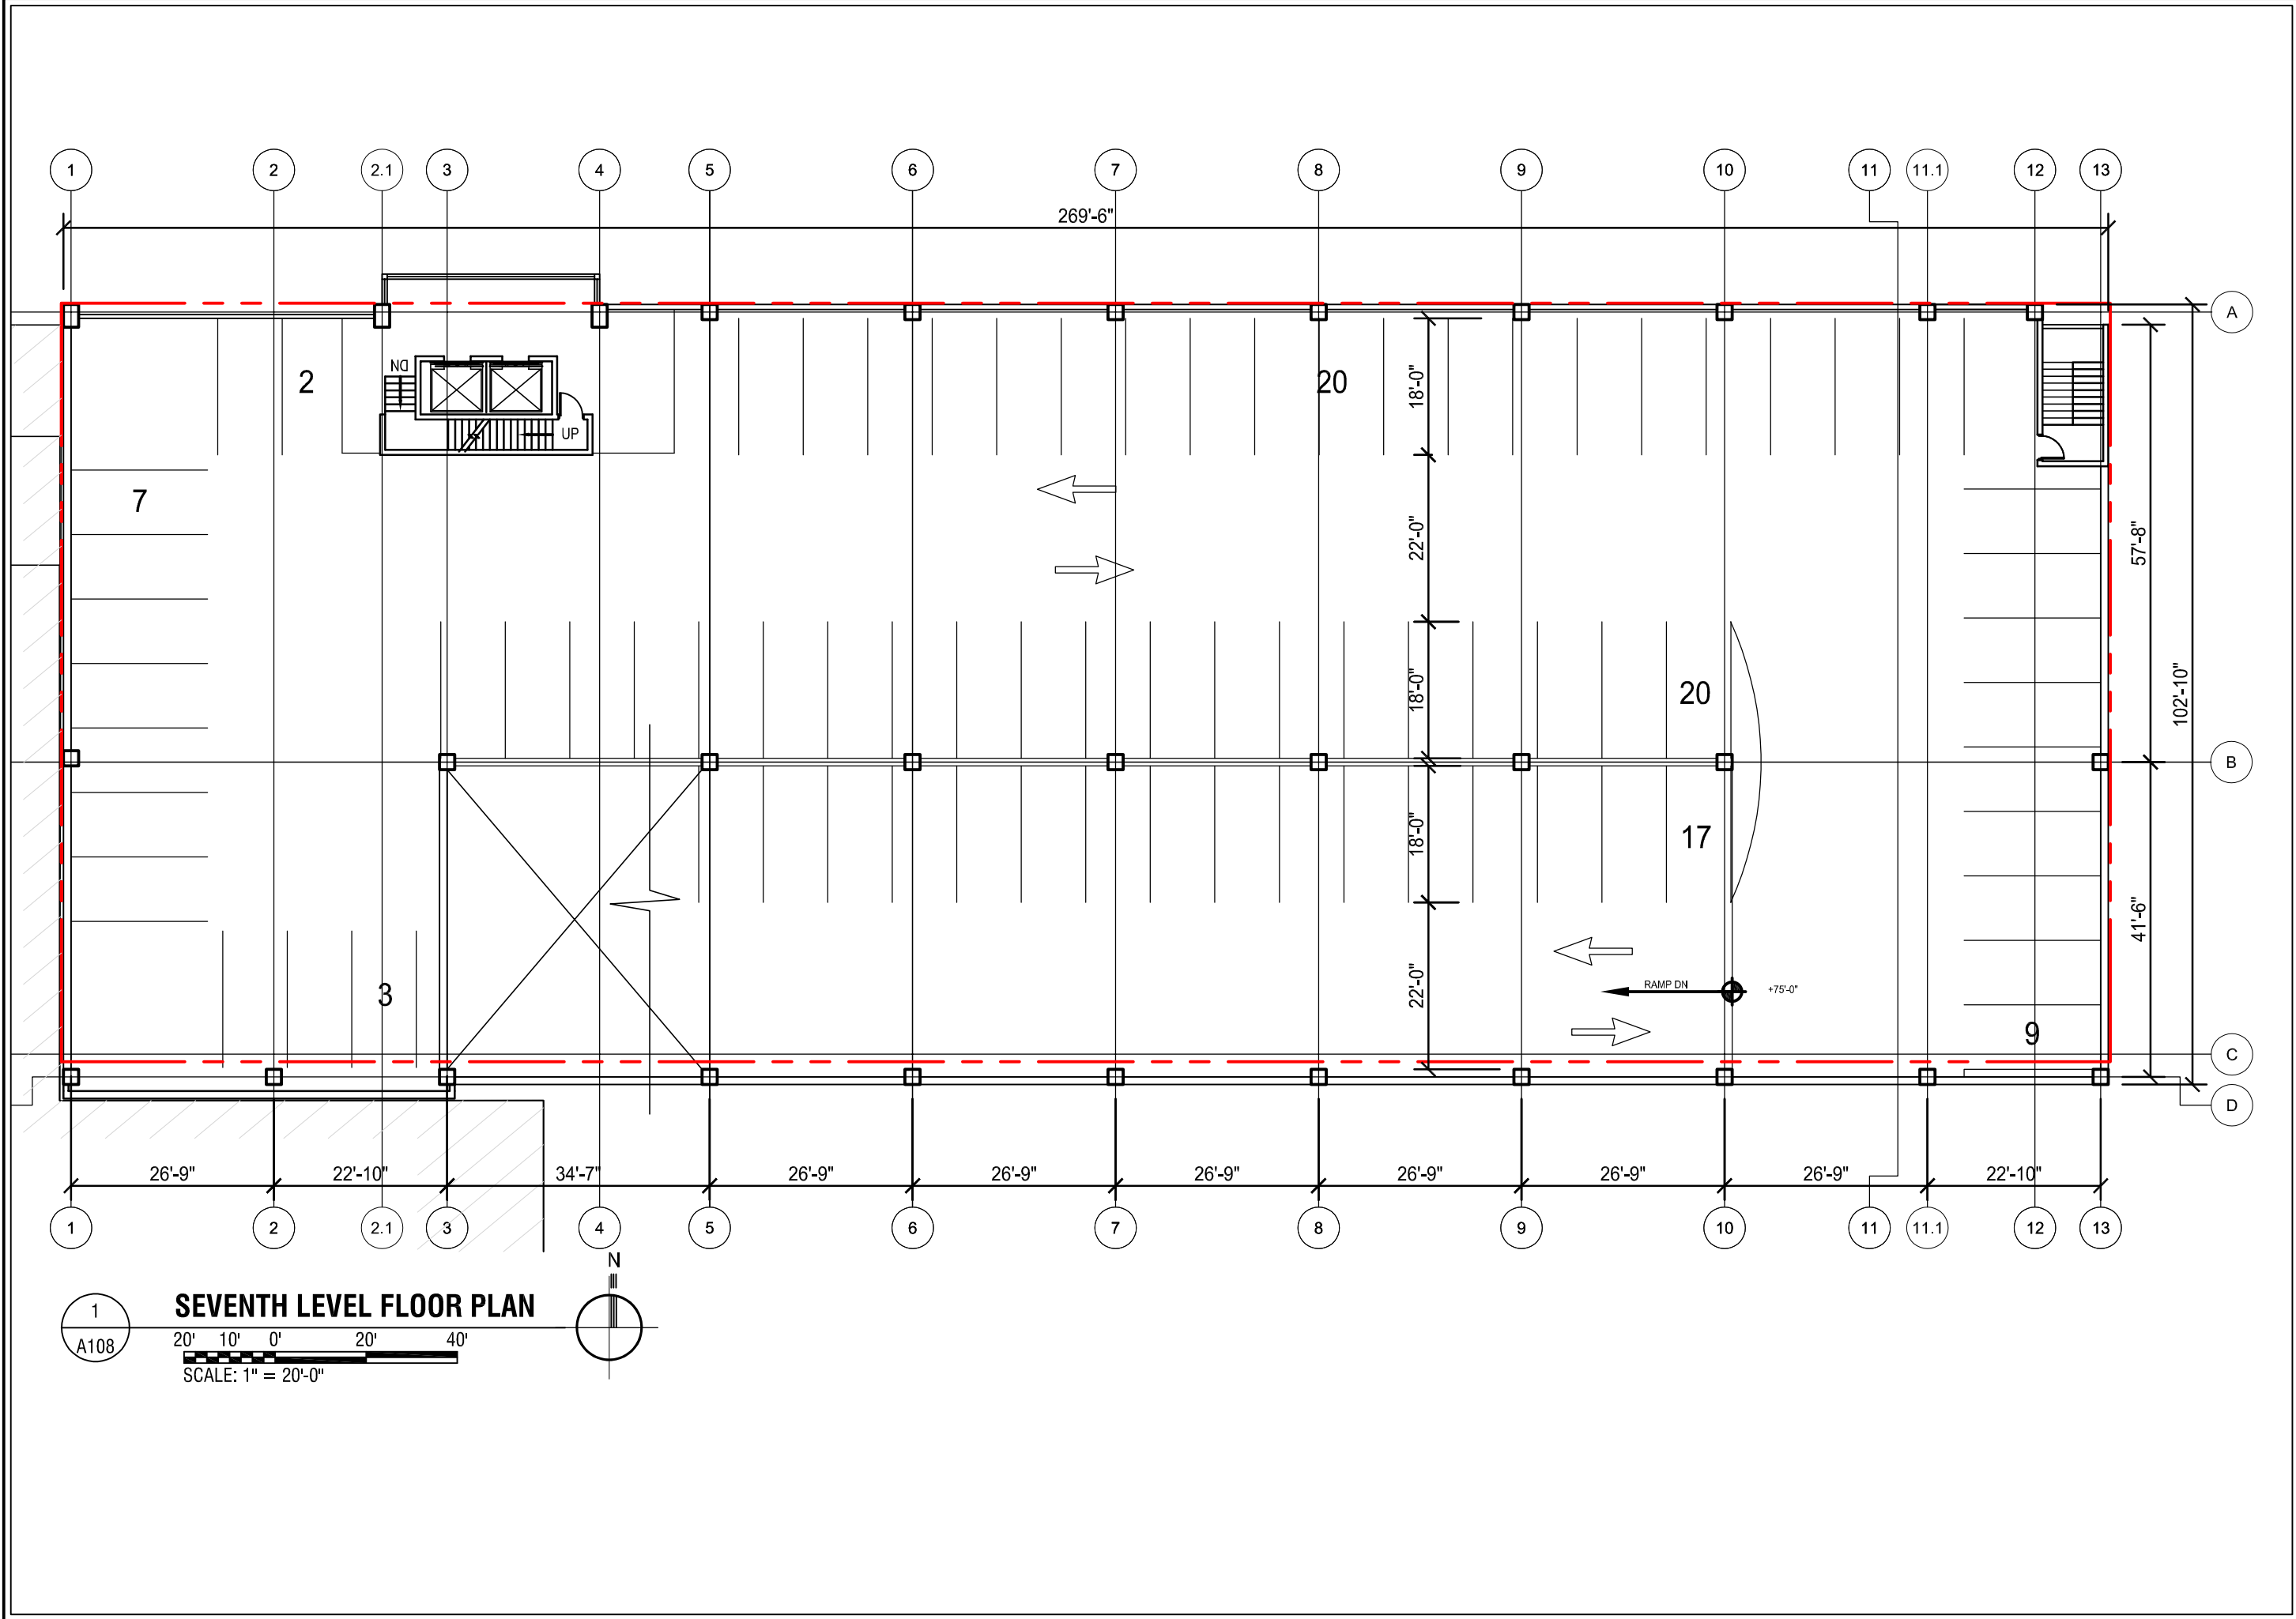 1 2 2.1 3 4 5 6 7 8 9 10 11 11.1 12 13
269'-6"
A
DN
2
20
18'-0"
UP
7
22'-0"
57'-8"
18'-0"
20
102'-10"
B
18'-0"
17
41'-6"
22'-0"
RAMP DN
+75'-0"
3
9
C
D
26'-9" 22'-10" 34'-7" 26'-9" 26'-9" 26'-9" 26'-9" 26'-9" 26'-9" 22'-10"
1 2 2.1 3 4 5 6 7 8 9 10 11 11.1 12 13
N
1
A108
SEVENTH LEVEL FLOOR PLAN
20' 10' 0' 20' 40'
SCALE: 1" = 20'-0"